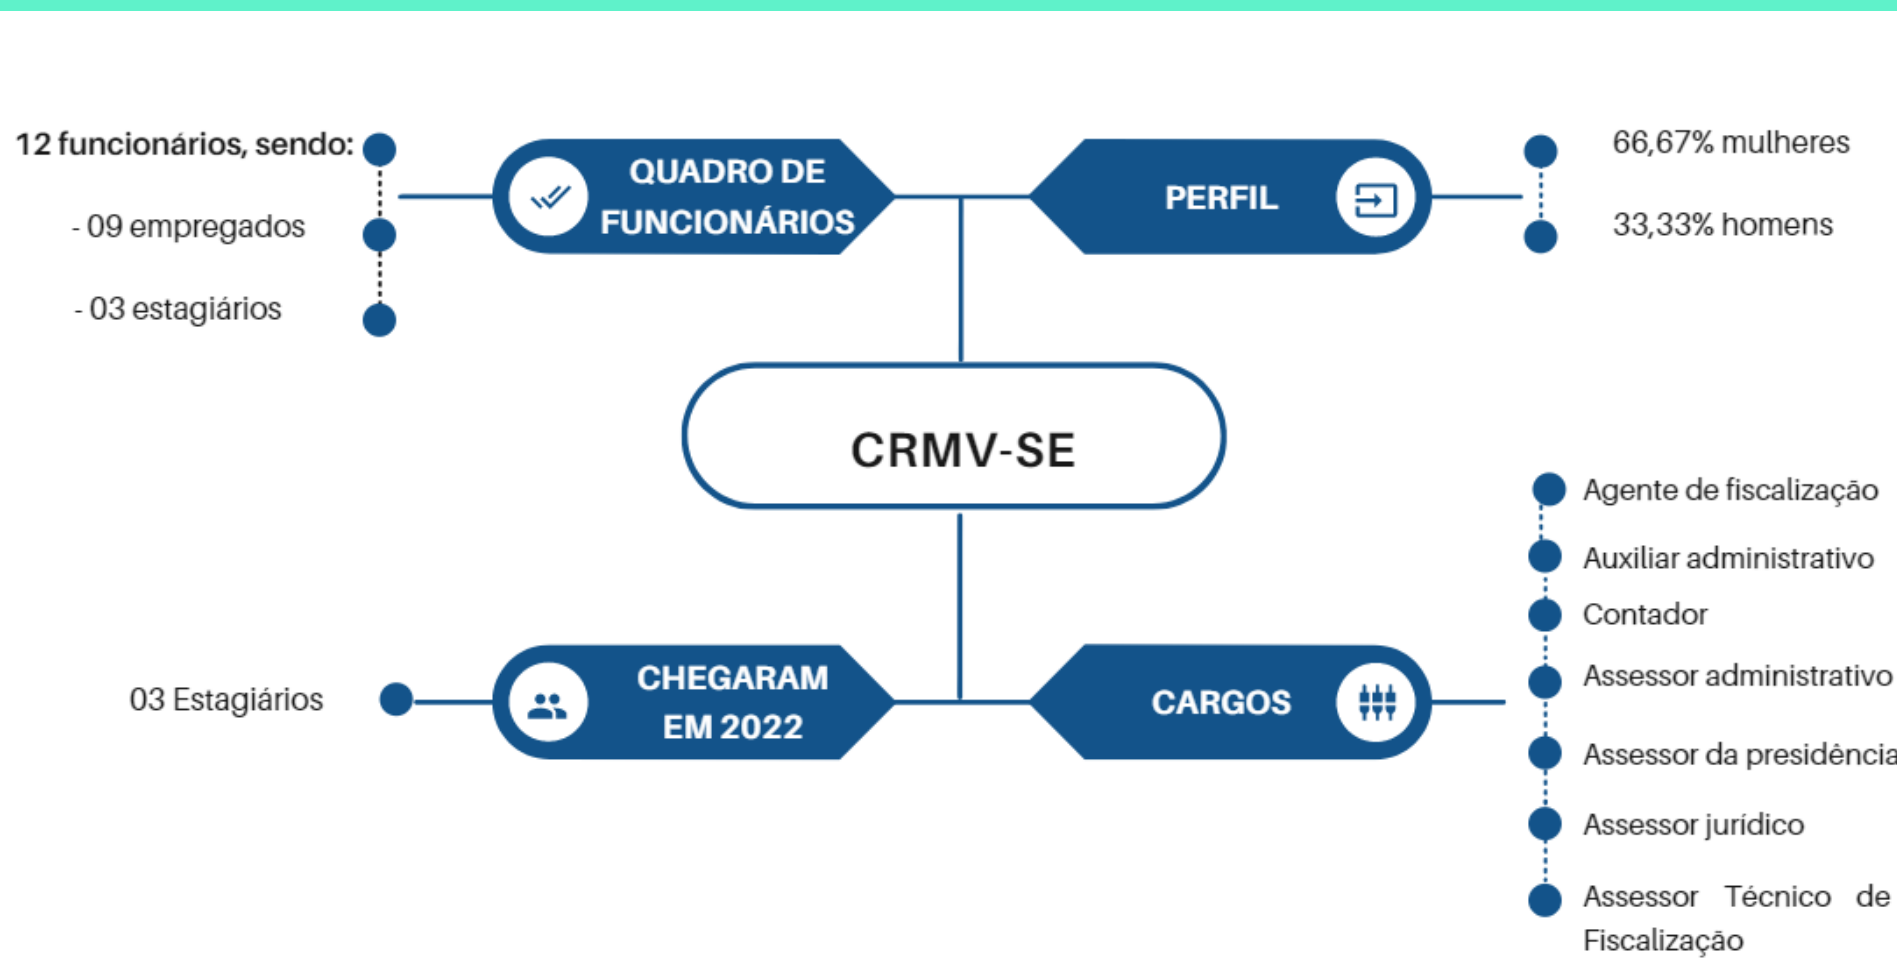 12 funcionários, sendo:
- 09 empregados
- 03 estagiários
QUADRO DE
FUNCIONÁRIOS
PERFIL
66,67% mulheres
33,33% homens
CRMV-SE
03 Estagiários
CHEGARAM
EM 2022
CARGOS
Agente de fiscalização
Auxiliar administrativo
Contador
Assessor administrativo
Assessor da presidência
Assessor jurídico
Assessor Técnico de
Fiscalização